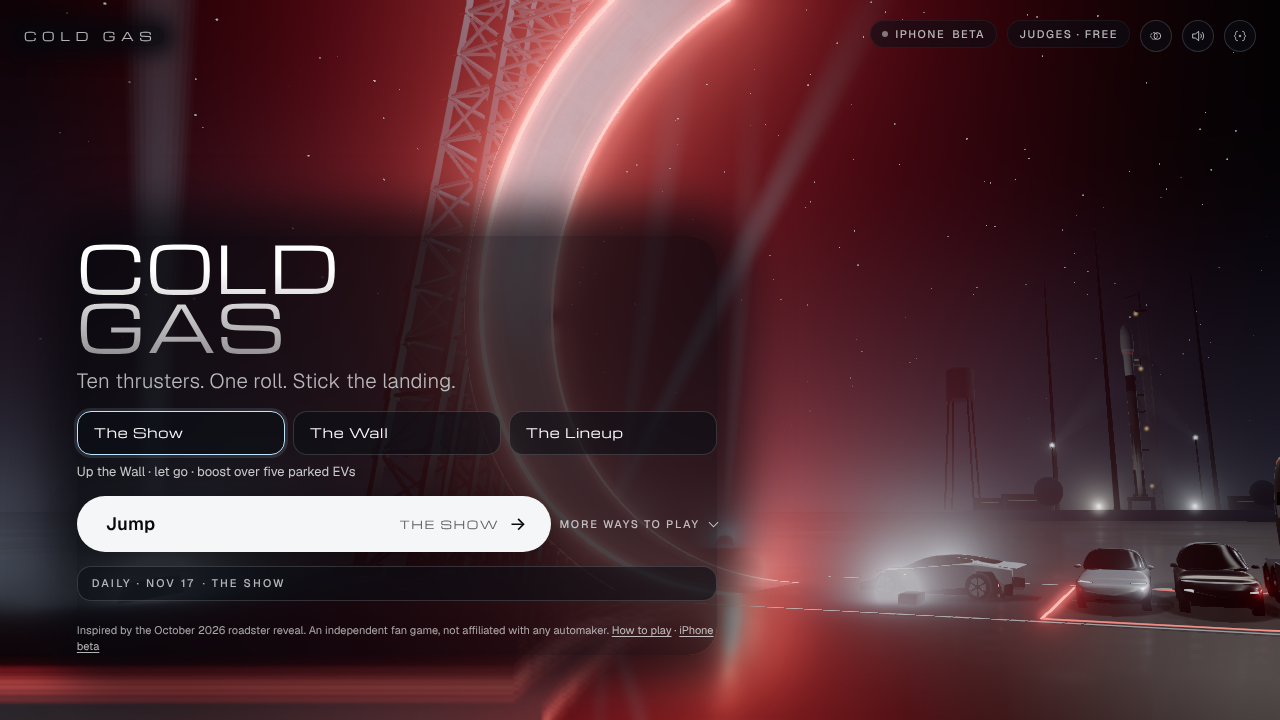 COLD GAS
IPHONE BETA
JUDGES · FREE
COLD
GAS
Ten thrusters. One roll. Stick the landing.
The Show
The Wall
The Lineup
Up the Wall · let go · boost over five parked EVs
Jump
THE SHOW
MORE WAYS TO PLAY
DAILY · NOV 17 · THE SHOW
Inspired by the October 2026 roadster reveal. An independent fan game, not affiliated with any automaker. How to play · iPhone
beta